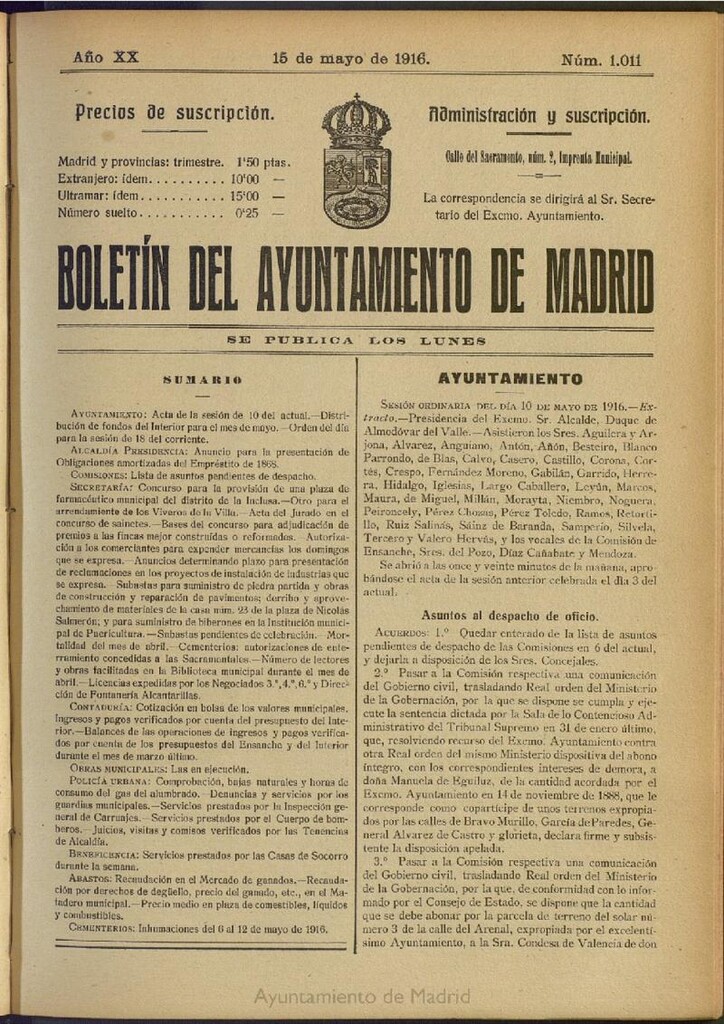 Año XX
15 de mayo de 1916.
Núm. 1.011
Precios de suscripción.
Madrid y provincias: trimestre. 1'50 ptas.
Extranjero: ídem.......... 10'00 —
Ultramar: ídem........... 15'00 —
Número suelto........... 0'25 —
Administración y suscripción.
Calle del Sacramento, núm. 2, Imprenta Municipal.
La correspondencia se dirigirá al Sr. Secre-
tario del Excmo. Ayuntamiento.
BOLETÍN DEL AYUNTAMIENTO DE MADRID
SE PUBLICA LOS LUNES
SUMARIO
AYUNTAMIENTO: Acta de la sesión de 10 del actual.—Distri-
bución de fondos del Interior para el mes de mayo.—Orden del día
para la sesión de 18 del corriente.
ALCALDÍA PRESIDENCIA: Anuncio para la presentación de
Obligaciones amortizadas del Empréstito de 1868.
COMISIONES: Lista de asuntos pendientes de despacho.
SECRETARÍA: Concurso para la provisión de una plaza de
farmacéutico municipal del distrito de la Inclusa.—Otro para el
arrendamiento de los Viveros de la Villa.—Acta del Jurado en el
concurso de sainetes.—Bases del concurso para adjudicación de
premios a las fincas mejor construídas o reformadas.—Autoriza-
ción a los comerciantes para expender mercancías los domingos
que se expresa.—Anuncios determinando plazo para presentación
de reclamaciones en los proyectos de instalación de industrias que
se expresa.—Subastas para suministro de piedra partida y obras
de construcción y reparación de pavimentos; derribo y aprove-
chamiento de materiales de la casa núm. 23 de la plaza de Nicolás
Salmerón; y para suministro de biberones en la Institución munici-
pal de Puericultura.—Subastas pendientes de celebración.—Mor-
talidad del mes de abril.—Cementerios: autorizaciones de ente-
rramiento concedidas a las Sacramentales.—Número de lectores
y obras facilitadas en la Biblioteca municipal durante el mes de
abril.—Licencias expedidas por los Negociados 3.º, 4.º, 6.º y Direc-
ción de Fontanería Alcantarillas.
CONTADURÍA: Cotización en bolsa de los valores municipales.
Ingresos y pagos verificados por cuenta del presupuesto del Inte-
rior.—Balances de las operaciones de ingresos y pagos verifica-
dos por cuenta de los presupuestos del Ensanche y del Interior
durante el mes de marzo último.
OBRAS MUNICIPALES: Las en ejecución.
POLICÍA URBANA: Comprobación, bajas naturales y horas de
consumo del gas del alumbrado.—Denuncias y servicios por los
guardias municipales.—Servicios prestados por la Inspección ge-
neral de Carruajes.—Servicios prestados por el Cuerpo de bom-
beros.—Juicios, visitas y comisos verificados por las Tenencias
de Alcaldía.
BENEFICENCIA: Servicios prestados por las Casas de Socorro
durante la semana.
ABASTOS: Recaudación en el Mercado de ganados.—Recauda-
ción por derechos de degüello, precio del ganado, etc., en el Ma-
tadero municipal.—Precio medio en plaza de comestibles, líquidos
y combustibles.
CEMENTERIOS: Inhumaciones del 6 al 12 de mayo de 1916.
AYUNTAMIENTO
SESIÓN ORDINARIA DEL DÍA 10 DE MAYO DE 1916.—Ex-
tracto.—Presidencia del Excmo. Sr. Alcalde, Duque de
Almodóvar del Valle.—Asistieron los Sres. Aguilera y Ar-
jona, Alvarez, Anguiano, Antón, Añón, Besteiro, Blanco
Parrondo, de Blas, Calvo, Casero, Castillo, Corona, Cor-
tés, Crespo, Fernández Moreno, Gabilán, Garrido, Herre-
ra, Hidalgo, Iglesias, Largo Caballero, Leyún, Marcos,
Maura, de Miguel, Millán, Morayta, Niembro, Noguera,
Peironcely, Pérez Chozas, Pérez Toledo, Ramos, Retorti-
llo, Ruiz Salinas, Sáinz de Baranda, Samperio, Silvela,
Tercero y Valero Hervás, y los vocales de la Comisión de
Ensanche, Sres. del Pozo, Díaz Cañabate y Mendoza.
Se abrió a las once y veinte minutos de la mañana, apro-
bándose el acta de la sesión anterior celebrada el día 3 del
actual.
Asuntos al despacho de oficio.
ACUERDOS: 1.º Quedar enterado de la lista de asuntos
pendientes de despacho de las Comisiones en 6 del actual,
y dejarla a disposición de los Sres. Concejales.
2.º Pasar a la Comisión respectiva una comunicación
del Gobierno civil, trasladando Real orden del Ministerio
de la Gobernación, por la que se dispone se cumpla y eje-
cute la sentencia dictada por la Sala de lo Contencioso Ad-
ministrativo del Tribunal Supremo en 31 de enero último,
que, resolviendo recurso del Excmo. Ayuntamiento contra
otra Real orden del mismo Ministerio dispositiva del abono
íntegro, con los correspondientes intereses de demora, a
doña Manuela de Eguiluz, de la cantidad acordada por el
Excmo. Ayuntamiento en 14 de noviembre de 1888, que le
corresponde como copartícipe de unos terrenos expropia-
dos por las calles de Bravo Murillo, García de Paredes, Ge-
neral Alvarez de Castro y glorieta, declara firme y subsis-
tente la disposición apelada.
3.º Pasar a la Comisión respectiva una comunicación
del Gobierno civil, trasladando Real orden del Ministerio
de la Gobernación, por la que, de conformidad con lo infor-
mado por el Consejo de Estado, se dispone que la cantidad
que se debe abonar por la parcela de terreno del solar nú-
mero 3 de la calle del Arenal, expropiada por el excelentí-
simo Ayuntamiento, a la Sra. Condesa de Valencia de don
Ayuntamiento de Madrid